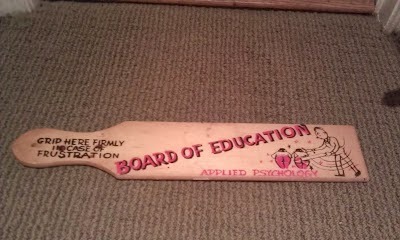 GRIP HERE FIRMLY
IN CASE OF
FRUSTRATION
BOARD OF EDUCATION
APPLIED PSYCHOLOGY